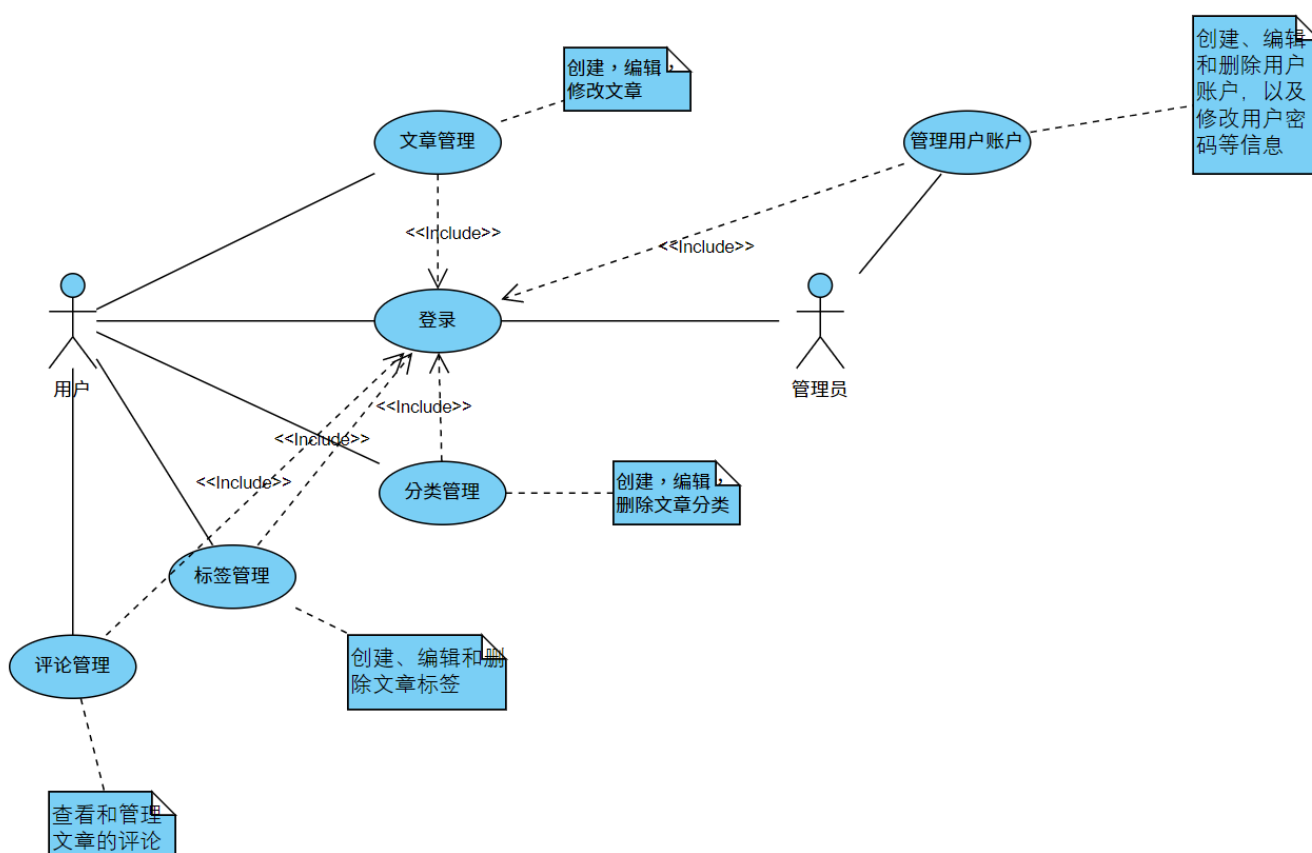 创建、编辑
和删除用户
账户，以及
修改用户密
码等信息
创建，编辑，
修改文章
文章管理
管理用户账户
<<Include>>
<<Include>>
登录
用户
管理员
<<Include>>
<<Include>>
<<Include>>
分类管理
创建，编辑，
删除文章分类
标签管理
创建、编辑和删
除文章标签
评论管理
查看和管理
文章的评论